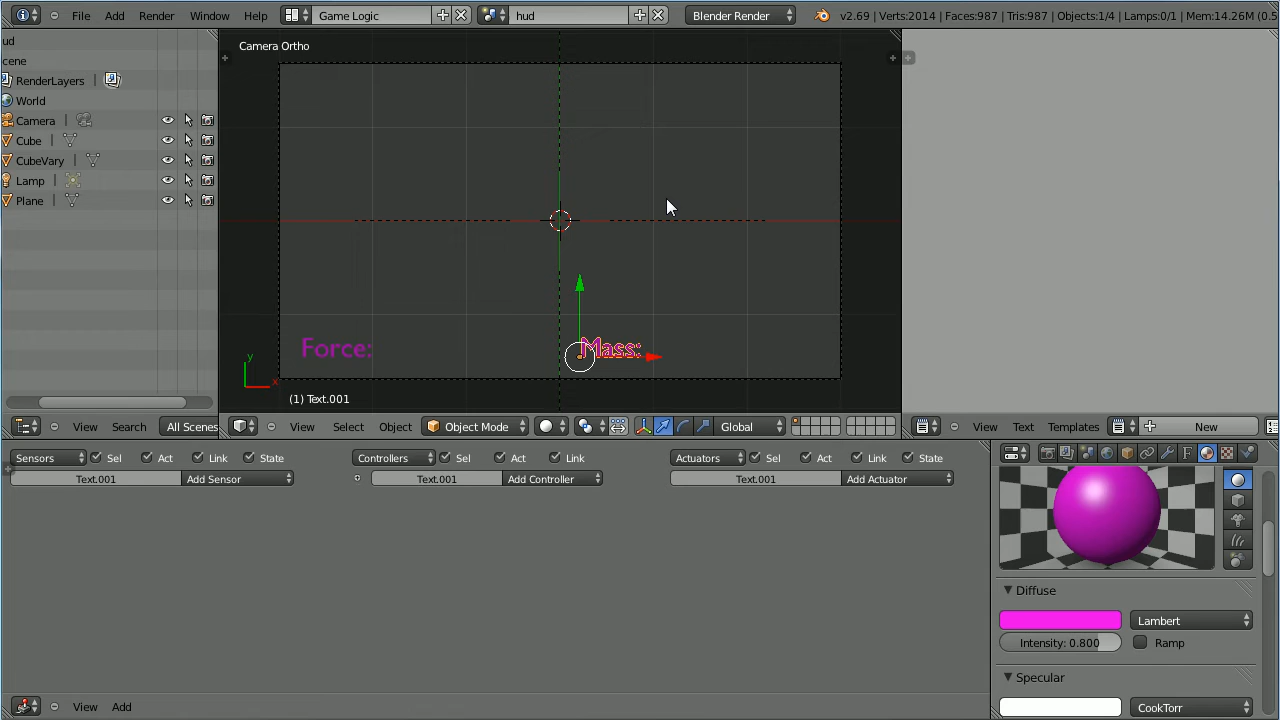 File Add Render Window Help Game Logic hud Blender Render v2.69 | Verts:2014 | Faces:987 | Tris:987 | Objects:1/4 | Lamps:0/1 | Mem:14.26M (0.5
ud
cene
RenderLayers
World
Camera
Cube
CubeVary
Lamp
Plane
View Search All Scenes
Camera Ortho
Force: Mass:
y
x
(1) Text.001
View Select Object Object Mode Global
View Text Templates New
Sensors Sel Act Link State
Text.001 Add Sensor
Controllers Sel Act Link
Text.001 Add Controller
Actuators Sel Act Link State
Text.001 Add Actuator
View Add
Diffuse
Lambert
Intensity: 0.800 Ramp
Specular
CookTorr